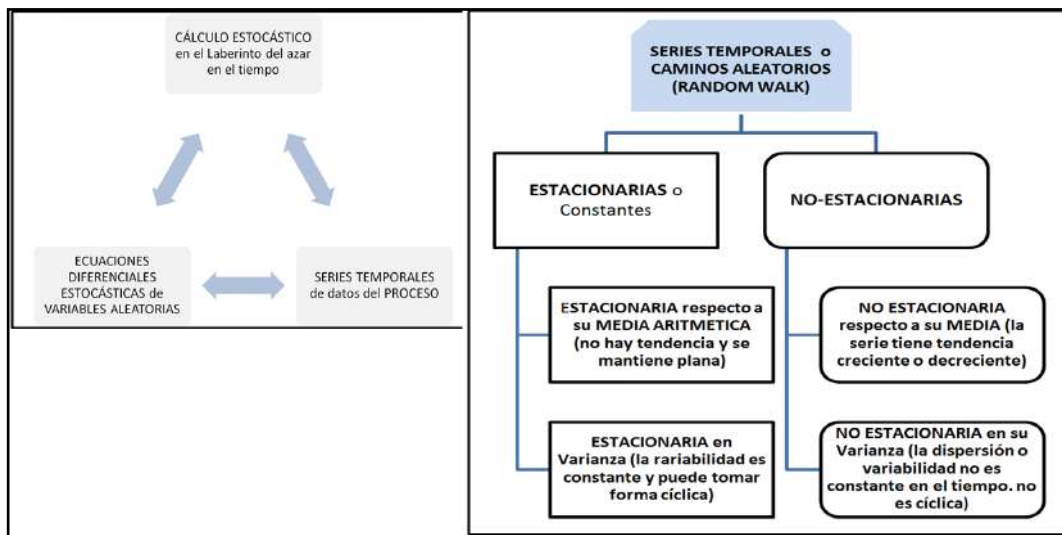 CÁLCULO ESTOCÁSTICO
en el Laberinto del azar
en el tiempo
ECUACIONES
DIFERENCIALES
ESTOCÁSTICAS de
VARIABLES ALEATORIAS
SERIES TEMPORALES
de datos del PROCESO
SERIES TEMPORALES o
CAMINOS ALEATORIOS
(RANDOM WALK)
ESTACIONARIAS o
Constantes
NO-ESTACIONARIAS
ESTACIONARIA respecto a
su MEDIA ARITMETICA
(no hay tendencia y se
mantiene plana)
NO ESTACIONARIA
respecto a su MEDIA (la
serie tiene tendencia
creciente o decreciente)
ESTACIONARIA en
Varianza (la rariabilidad es
constante y puede tomar
forma cíclica)
NO ESTACIONARIA en su
Varianza (la dispersión o
variabilidad no es
constante en el tiempo. no
es cíclica)